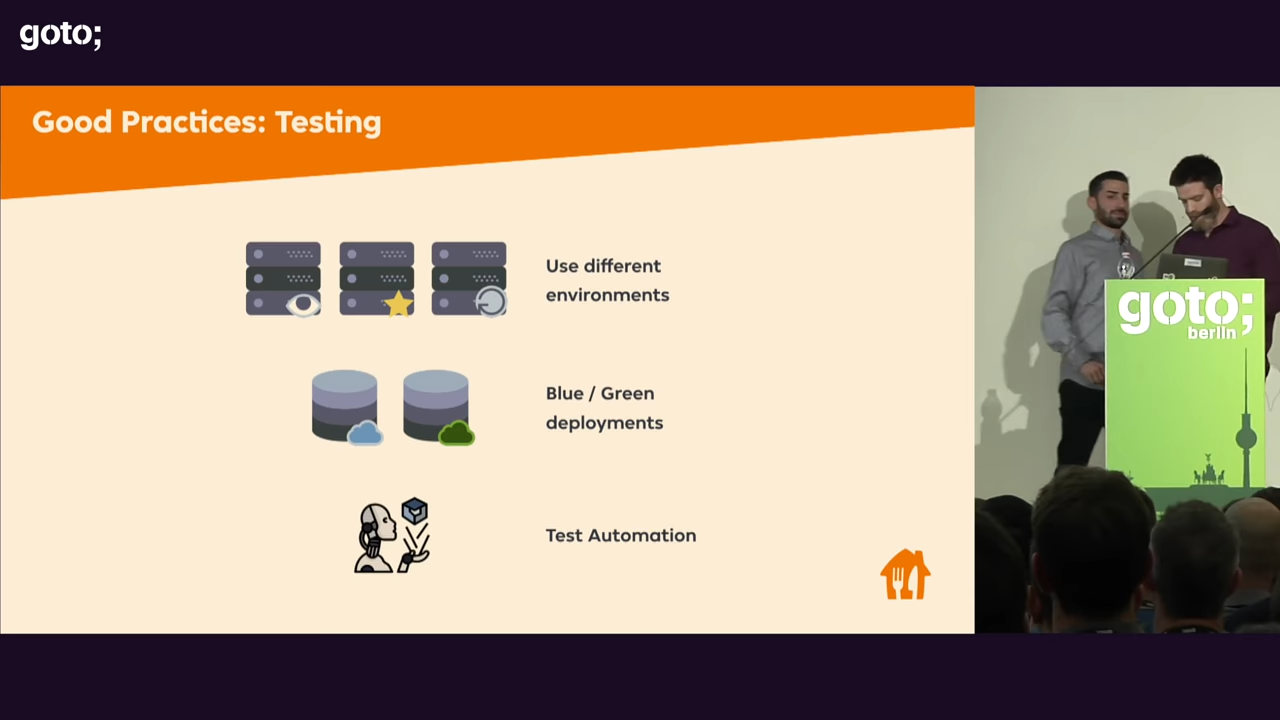 goto;
Good Practices: Testing
Use different
environments
Blue / Green
deployments
Test Automation
goto;
berlin